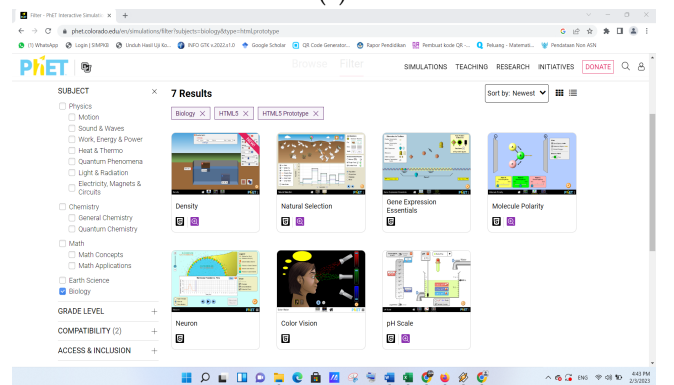 Filter - PhET Interactive Simulatio
phet.colorado.edu/en/simulations/filter?subjects=biology&type=html,prototype
(1) WhatsApp
Login | SIMPKB
Unduh Hasil Uji Ko...
INFO GTK v.2022.v1.0
Google Scholar
QR Code Generator...
Rapor Pendidikan
Pembuat kode QR -...
Peluang - Matemati...
Pendataan Non ASN
PhET
Browse Filter
SIMULATIONS TEACHING RESEARCH INITIATIVES DONATE
SUBJECT
Physics
Motion
Sound & Waves
Work, Energy & Power
Heat & Thermo
Quantum Phenomena
Light & Radiation
Electricity, Magnets &
Circuits
Chemistry
General Chemistry
Quantum Chemistry
Math
Math Concepts
Math Applications
Earth Science
Biology
GRADE LEVEL
COMPATIBILITY (2)
ACCESS & INCLUSION
7 Results
Sort by: Newest
Biology
HTML5
HTML5 Prototype
Density
Natural Selection
Gene Expression
Essentials
Molecule Polarity
Neuron
Color Vision
pH Scale
ENG
4:43 PM
2/3/2023